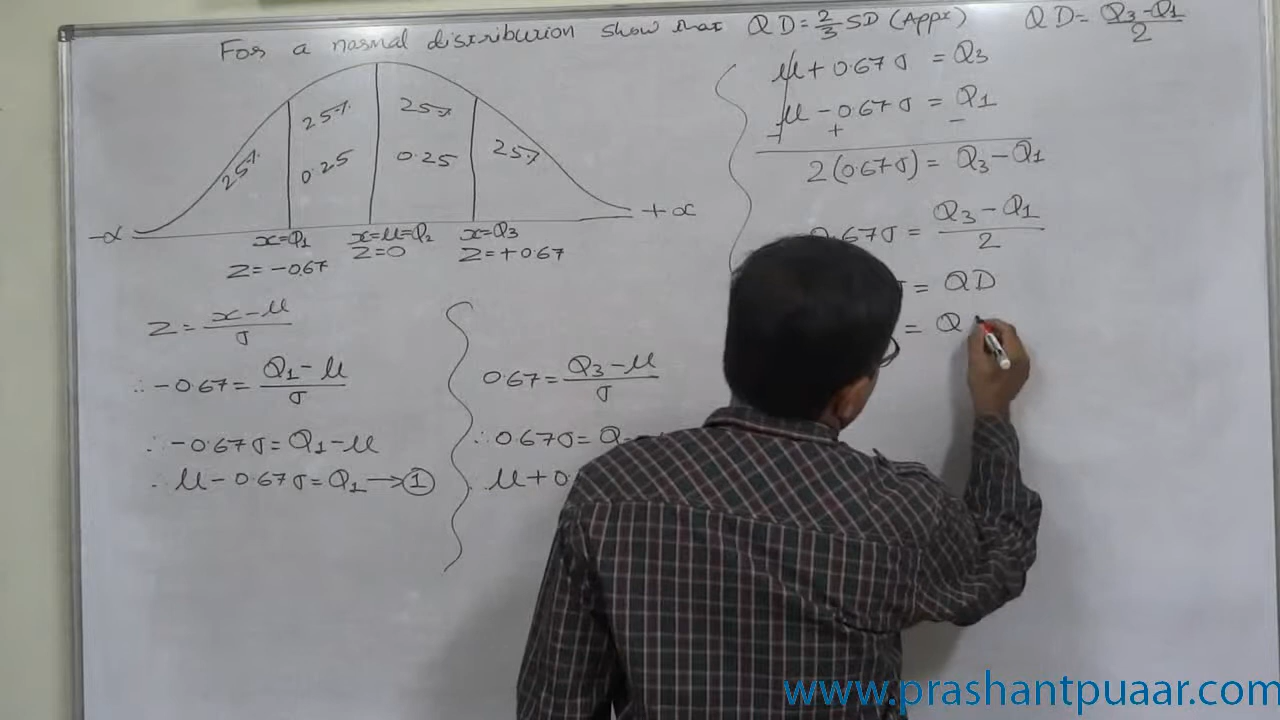 For a normal distribution show that QD = 2/3 SD (Appx) QD = Q₃ - Q₁ / 2
25% 25% 25% 25%
0.25 0.25
-∝ +∝
x=Q₁ x=μ=Q₂ x=Q₃
Z=-0.67 Z=0 Z=+0.67
Z = x-μ / σ
∴ -0.67 = Q₁-μ / σ
∴ -0.67σ = Q₁-μ
∴ μ-0.67σ = Q₁ → ①
0.67 = Q₃-μ / σ
∴ 0.67σ = Q
∴ μ+0.
μ+0.67σ = Q₃
μ-0.67σ = Q₁
- + -
2(0.67σ) = Q₃-Q₁
0.67σ = Q₃-Q₁ / 2
σ = QD
= Q
www.prashantpuaar.com